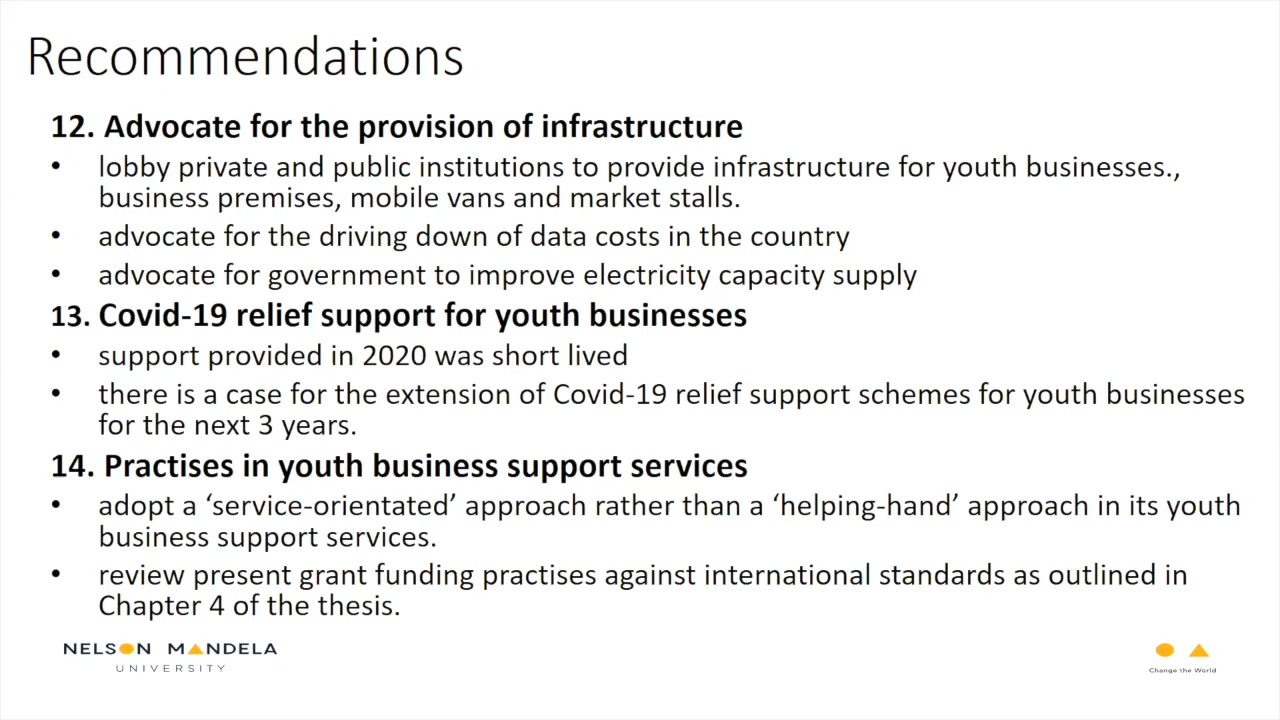 Recommendations
12. Advocate for the provision of infrastructure
• lobby private and public institutions to provide infrastructure for youth businesses.,
business premises, mobile vans and market stalls.
• advocate for the driving down of data costs in the country
• advocate for government to improve electricity capacity supply
13. Covid-19 relief support for youth businesses
• support provided in 2020 was short lived
• there is a case for the extension of Covid-19 relief support schemes for youth businesses
for the next 3 years.
14. Practises in youth business support services
• adopt a ‘service-orientated’ approach rather than a ‘helping-hand’ approach in its youth
business support services.
• review present grant funding practises against international standards as outlined in
Chapter 4 of the thesis.
NELSON MANDELA
UNIVERSITY
Change the World